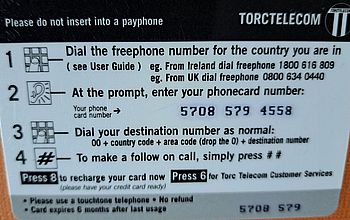 Please do not insert into a payphone
TORCTELECOM
TORCTELECOM
1 Dial the freephone number for the country you are in
( see User Guide ) eg. From Ireland dial freephone 1800 616 809
eg. From UK dial freephone 0800 634 0440
2 At the prompt, enter your phonecard number:
Your phone card number → 5708 579 4558
3 Dial your destination number as normal:
00 + country code + area code (drop the 0) + destination number
4 # - To make a follow on call, simply press # #
Press 8 to recharge your card now Press 6 for Torc Telecom Customer Services
(please have your credit card ready)
• Please use a touchtone telephone • No refund
• Card expires 6 months after last usage
5708 579